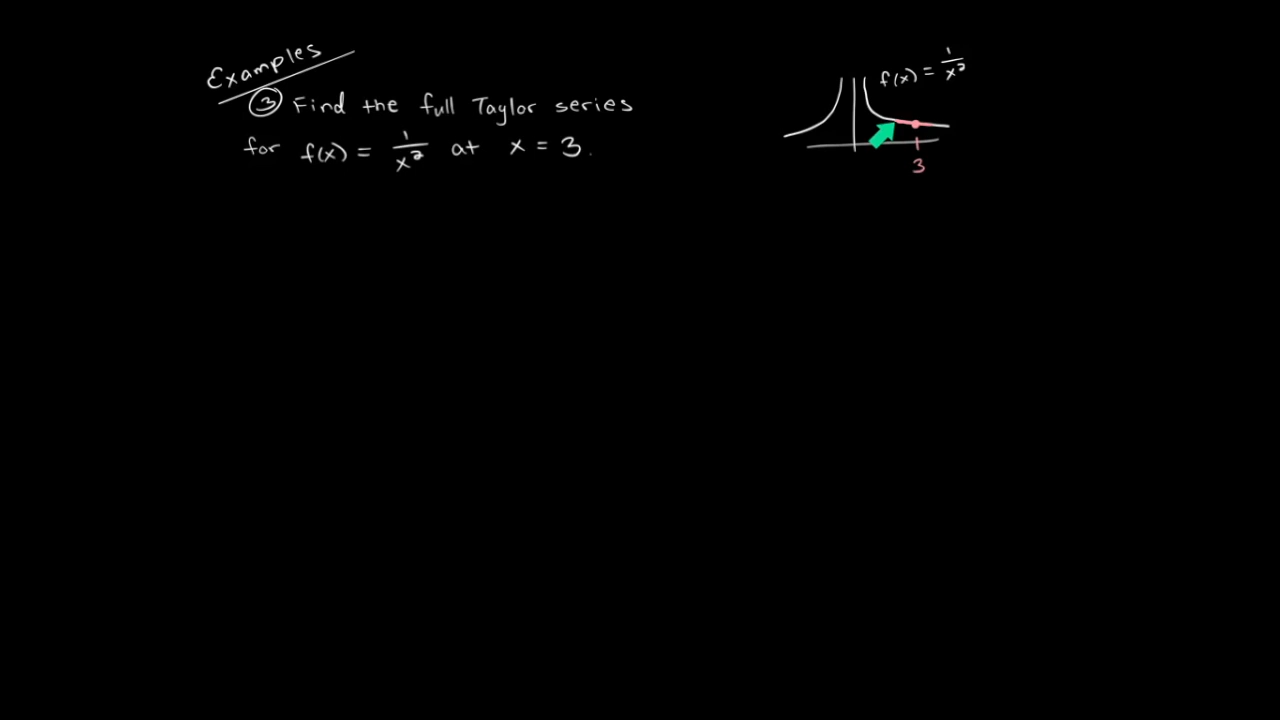 Examples
③ Find the full Taylor series
for f(x) = 1/x² at x = 3.
f(x) = 1/x²
3